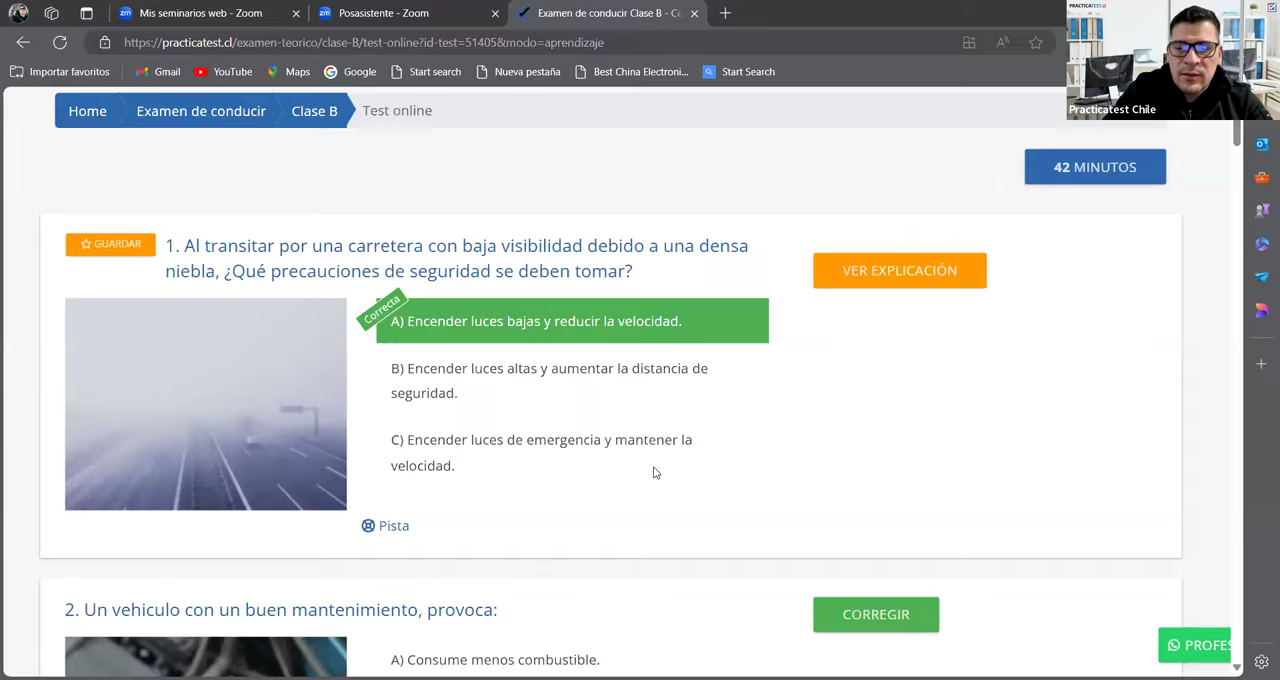 Mis seminarios web - Zoom
Posasistente - Zoom
Examen de conducir Clase B - Co
https://practicatest.cl/examen-teorico/clase-B/test-online?id-test=51405&modo=aprendizaje
Importar favoritos
Gmail
YouTube
Maps
Google
Start search
Nueva pestaña
Best China Electroni...
Start Search
PRACTICATEST.cl
Practicatest Chile
Home
Examen de conducir
Clase B
Test online
42 MINUTOS
GUARDAR
1. Al transitar por una carretera con baja visibilidad debido a una densa
niebla, ¿Qué precauciones de seguridad se deben tomar?
VER EXPLICACIÓN
Correcta
A) Encender luces bajas y reducir la velocidad.
B) Encender luces altas y aumentar la distancia de
seguridad.
C) Encender luces de emergencia y mantener la
velocidad.
Pista
2. Un vehiculo con un buen mantenimiento, provoca:
CORREGIR
A) Consume menos combustible.
PROFES